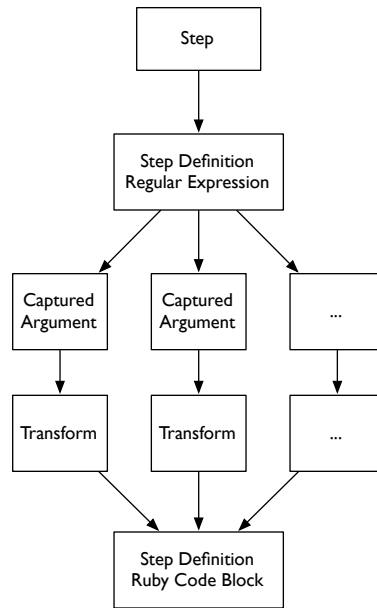 Step
Step Definition
Regular Expression
Captured
Argument
Captured
Argument
...
Transform
Transform
...
Step Definition
Ruby Code Block